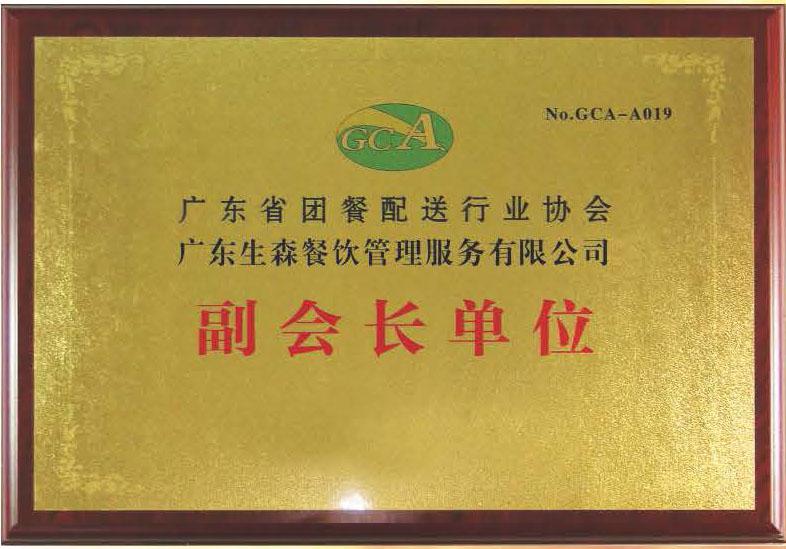 No.GCA-A019
GCA
广东省团餐配送行业协会
广东生森餐饮管理服务有限公司
副会长单位